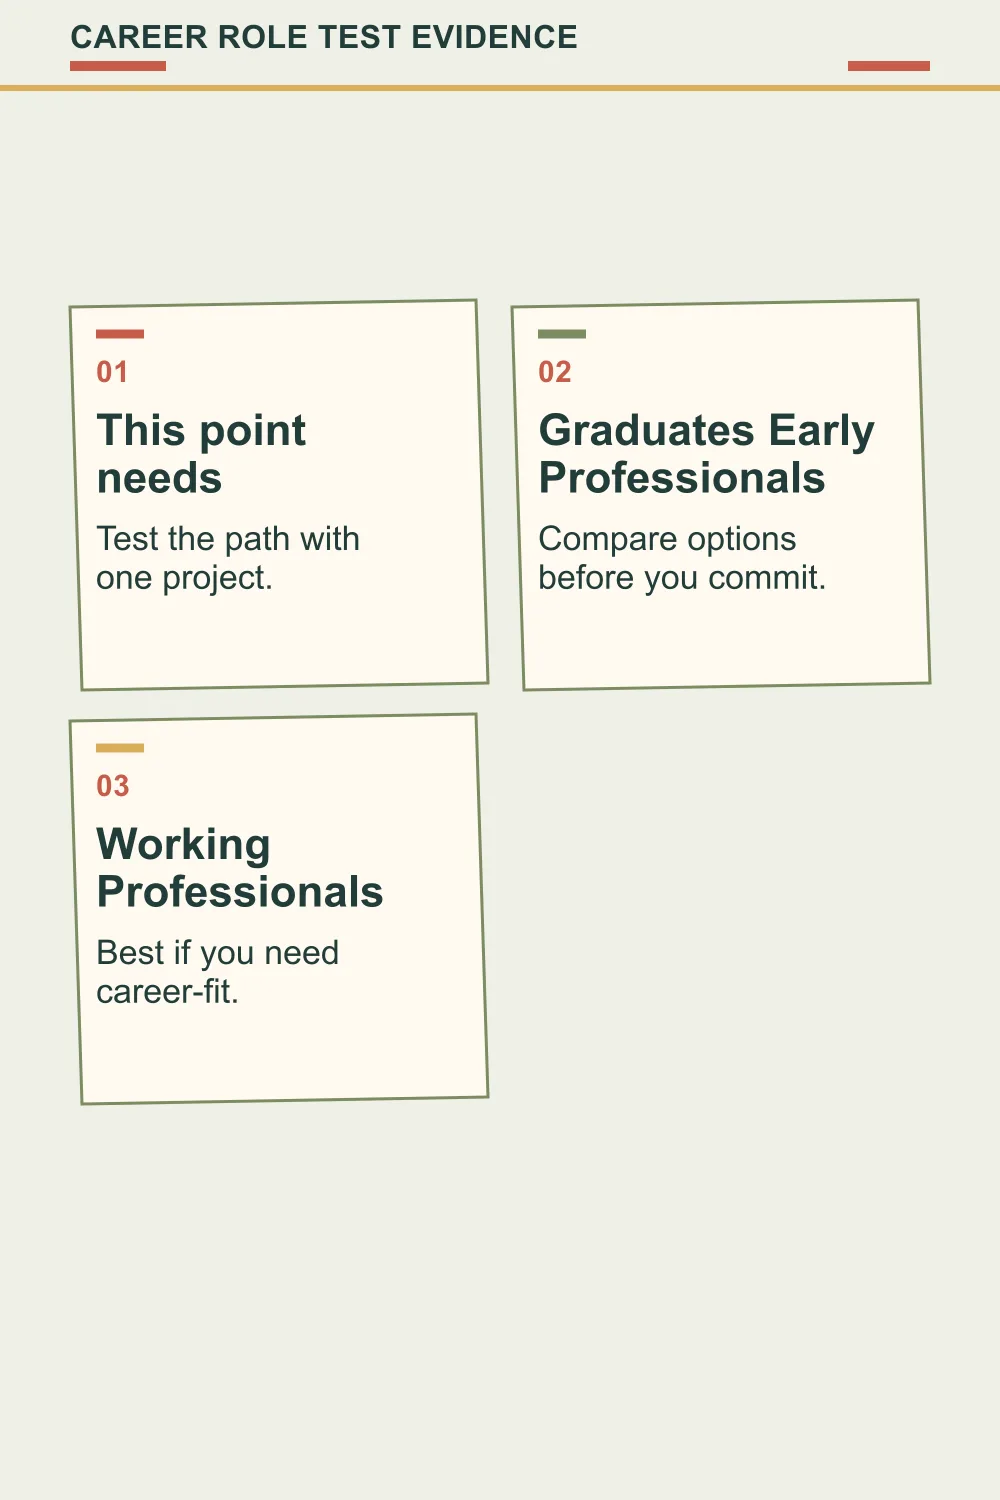 CAREER ROLE TEST EVIDENCE
01
This point
needs
Test the path with
one project.
02
Graduates Early
Professionals
Compare options
before you commit.
03
Working
Professionals
Best if you need
career-fit.